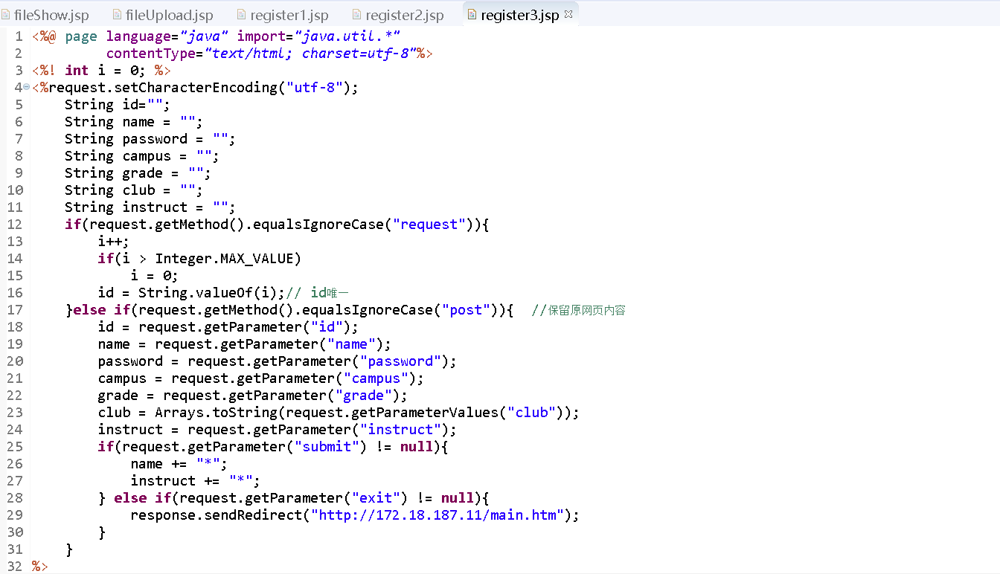 fileShow.jsp fileUpload.jsp register1.jsp register2.jsp register3.jsp
1 <%@ page language="java" import="java.util.*"
2          contentType="text/html; charset=utf-8"%>
3 <%! int i = 0; %>
4 <%request.setCharacterEncoding("utf-8");
5     String id="";
6     String name = "";
7     String password = "";
8     String campus = "";
9     String grade = "";
10     String club = "";
11     String instruct = "";
12     if(request.getMethod().equalsIgnoreCase("request")){
13         i++;
14         if(i > Integer.MAX_VALUE)
15             i = 0;
16         id = String.valueOf(i);// id唯一
17     }else if(request.getMethod().equalsIgnoreCase("post")){  //保留原网页内容
18         id = request.getParameter("id");
19         name = request.getParameter("name");
20         password = request.getParameter("password");
21         campus = request.getParameter("campus");
22         grade = request.getParameter("grade");
23         club = Arrays.toString(request.getParameterValues("club"));
24         instruct = request.getParameter("instruct");
25         if(request.getParameter("submit") != null){
26             name += "*";
27             instruct += "*";
28         } else if(request.getParameter("exit") != null){
29             response.sendRedirect("http://172.18.187.11/main.htm");
30         }
31     }
32 %>